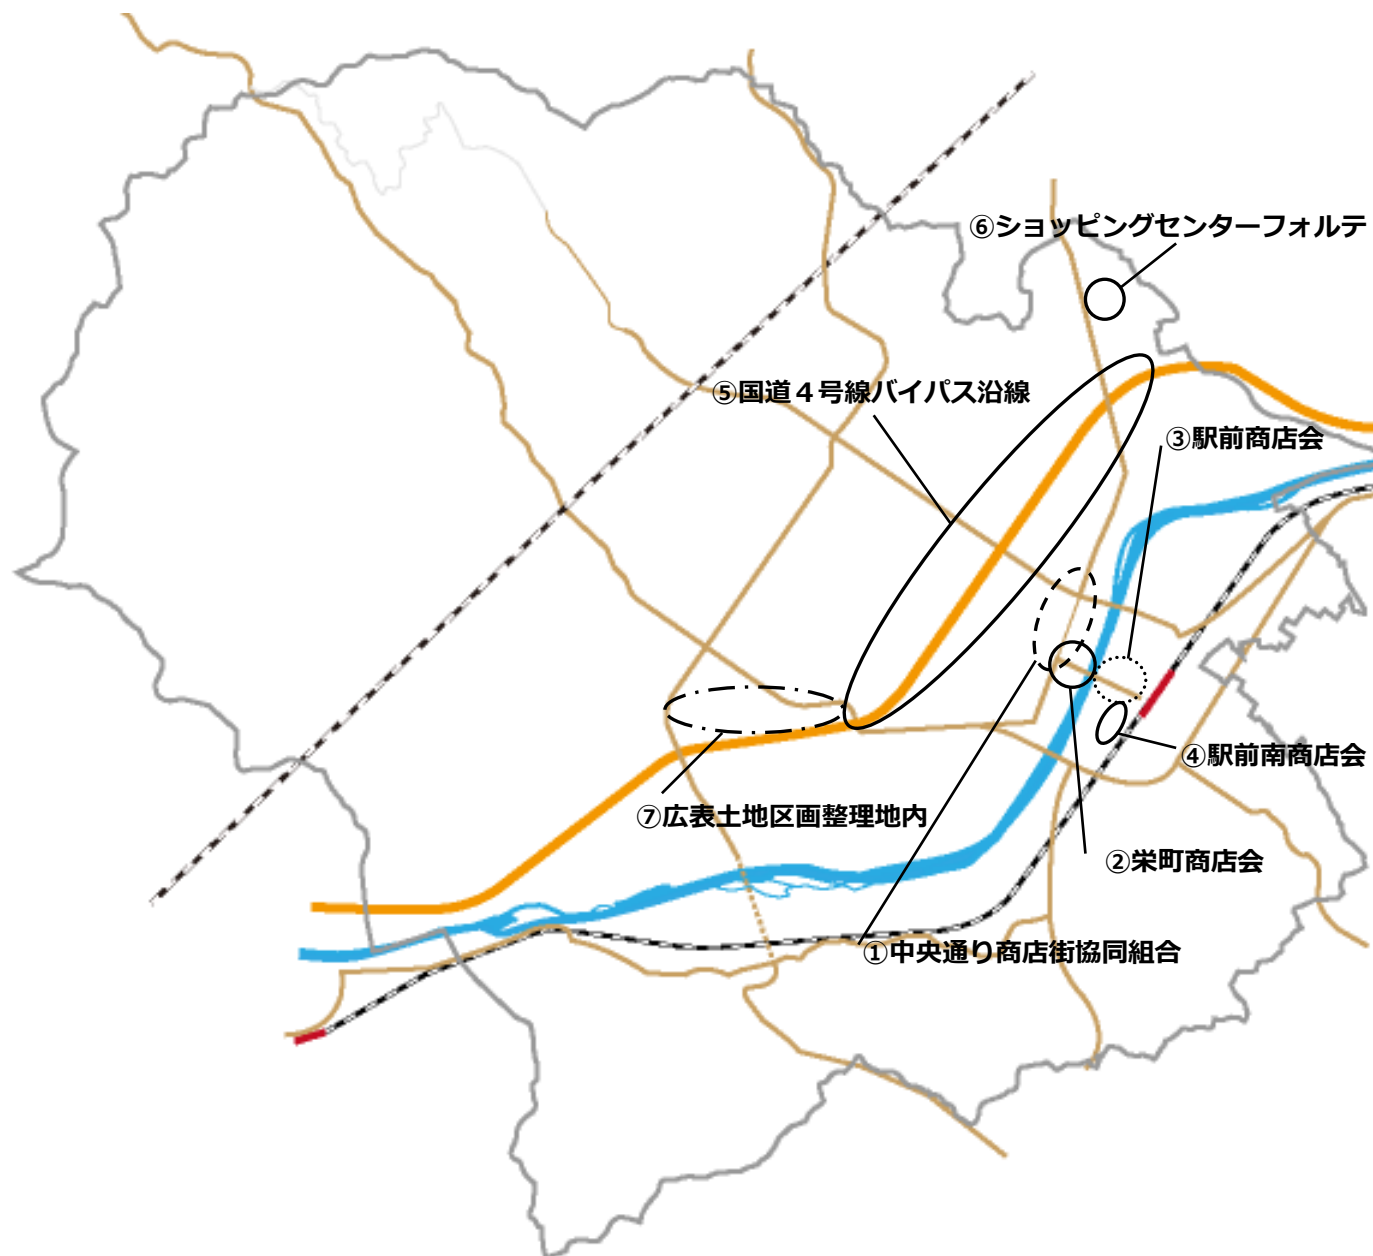 ⑥ショッピングセンターフォルテ
⑤国道４号線バイパス沿線
③駅前商店会
④駅前南商店会
⑦広表土地区画整理地内
②栄町商店会
①中央通り商店街協同組合